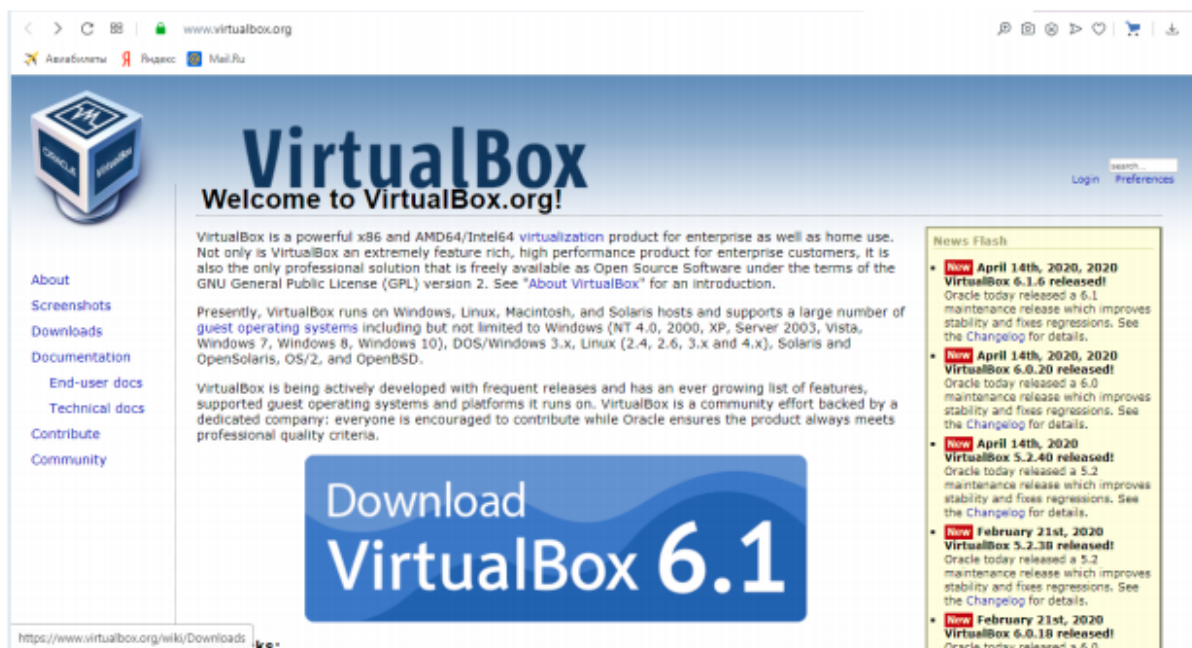 www.virtualbox.org
Авиабилеты Яндекс Mail.Ru
ORACLE
VirtualBox
VirtualBox
search...
Login Preferences
Welcome to VirtualBox.org!
VirtualBox is a powerful x86 and AMD64/Intel64 virtualization product for enterprise as well as home use.
Not only is VirtualBox an extremely feature rich, high performance product for enterprise customers, it is
also the only professional solution that is freely available as Open Source Software under the terms of the
GNU General Public License (GPL) version 2. See "About VirtualBox" for an introduction.
Presently, VirtualBox runs on Windows, Linux, Macintosh, and Solaris hosts and supports a large number of
guest operating systems including but not limited to Windows (NT 4.0, 2000, XP, Server 2003, Vista,
Windows 7, Windows 8, Windows 10), DOS/Windows 3.x, Linux (2.4, 2.6, 3.x and 4.x), Solaris and
OpenSolaris, OS/2, and OpenBSD.
VirtualBox is being actively developed with frequent releases and has an ever growing list of features,
supported guest operating systems and platforms it runs on. VirtualBox is a community effort backed by a
dedicated company: everyone is encouraged to contribute while Oracle ensures the product always meets
professional quality criteria.
Download
VirtualBox 6.1
About
Screenshots
Downloads
Documentation
End-user docs
Technical docs
Contribute
Community
News Flash
New April 14th, 2020, 2020
VirtualBox 6.1.6 released!
Oracle today released a 6.1
maintenance release which improves
stability and fixes regressions. See
the Changelog for details.
New April 14th, 2020, 2020
VirtualBox 6.0.20 released!
Oracle today released a 6.0
maintenance release which improves
stability and fixes regressions. See
the Changelog for details.
New April 14th, 2020
VirtualBox 5.2.40 released!
Oracle today released a 5.2
maintenance release which improves
stability and fixes regressions. See
the Changelog for details.
New February 21st, 2020
VirtualBox 5.2.38 released!
Oracle today released a 5.2
maintenance release which improves
stability and fixes regressions. See
the Changelog for details.
New February 21st, 2020
VirtualBox 6.0.18 released!
Oracle today released a 6.0
https://www.virtualbox.org/wiki/Downloads